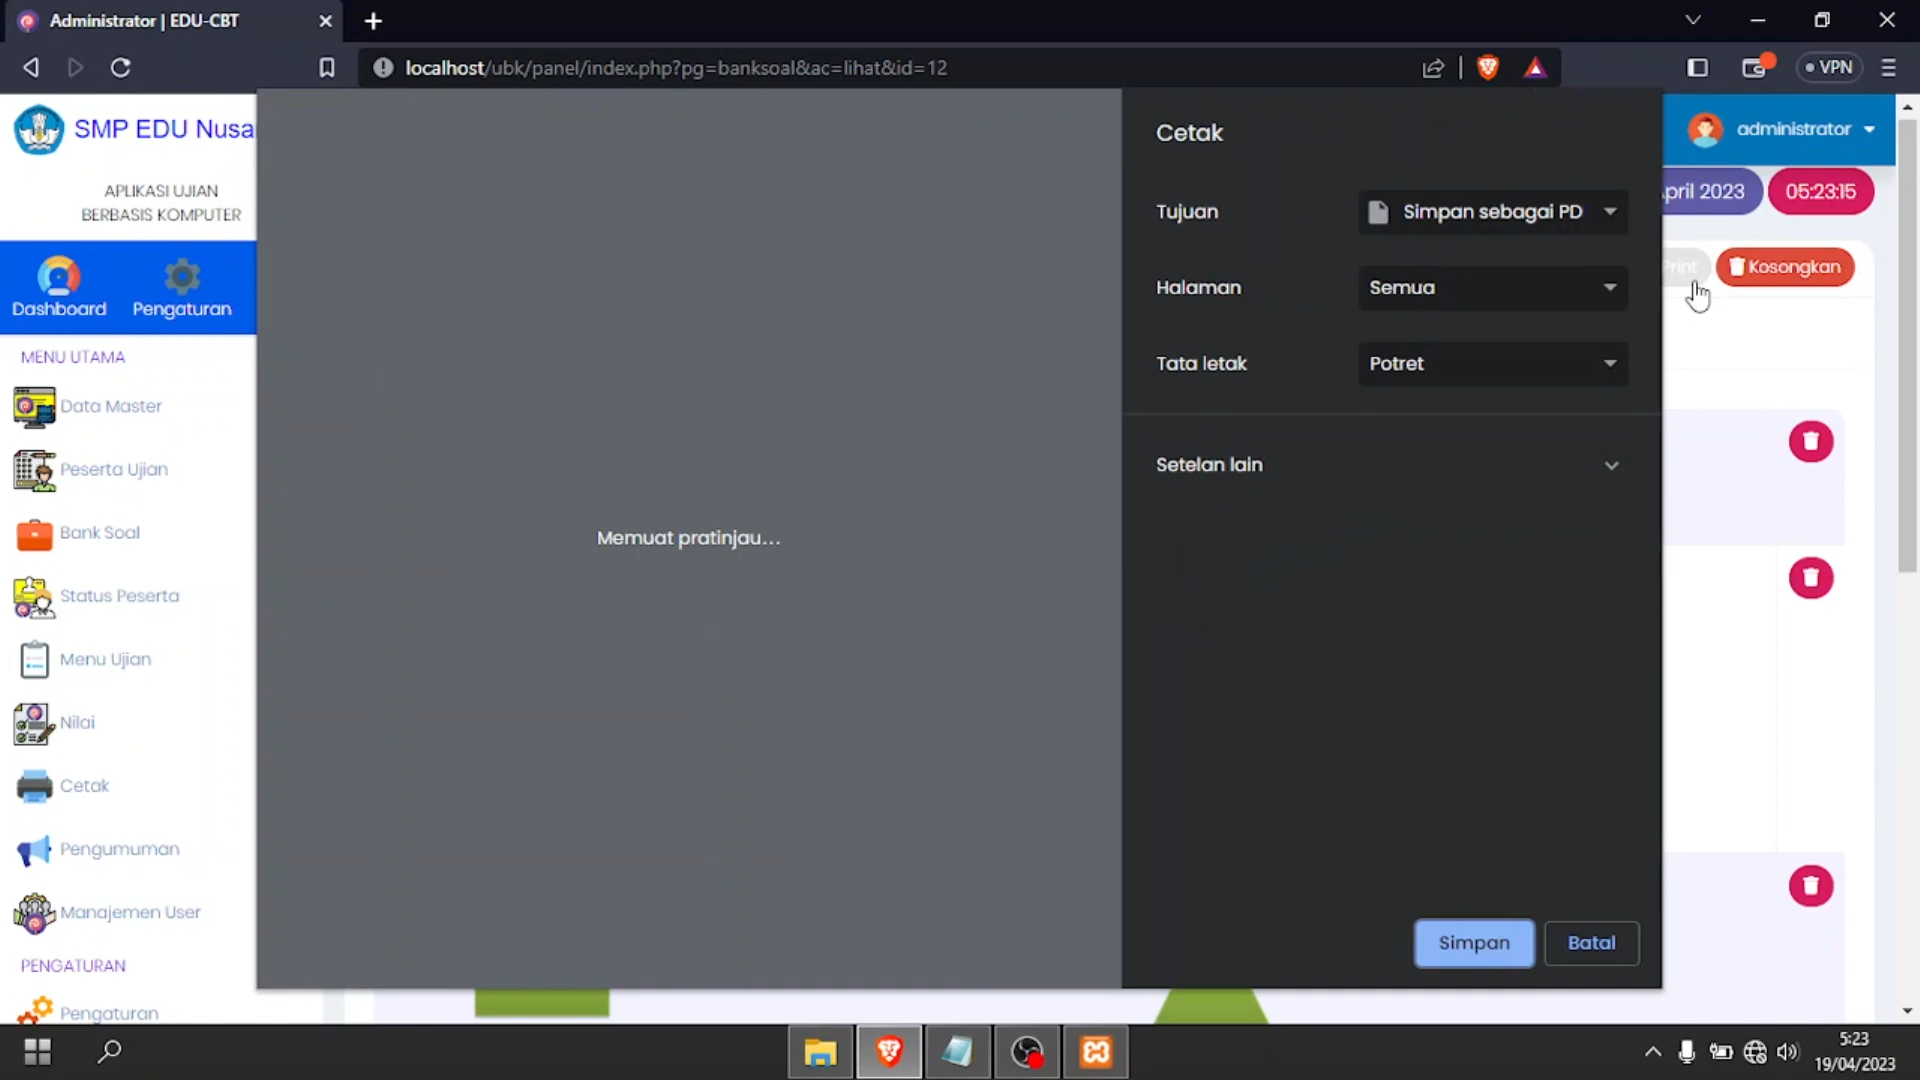 Administrator | EDU-CBT
localhost/ubk/panel/index.php?pg=banksoal&ac=lihat&id=12
VPN
SMP EDU Nusa
APLIKASI UJIAN
BERBASIS KOMPUTER
administrator
pril 2023
05:23:15
Print
Kosongkan
Dashboard
Pengaturan
MENU UTAMA
Data Master
Peserta Ujian
Bank Soal
Status Peserta
Menu Ujian
Nilai
Cetak
Pengumuman
Manajemen User
PENGATURAN
Pengaturan
Memuat pratinjau...
Cetak
Tujuan
Simpan sebagai PD
Halaman
Semua
Tata letak
Potret
Setelan lain
Simpan
Batal
5:23
19/04/2023